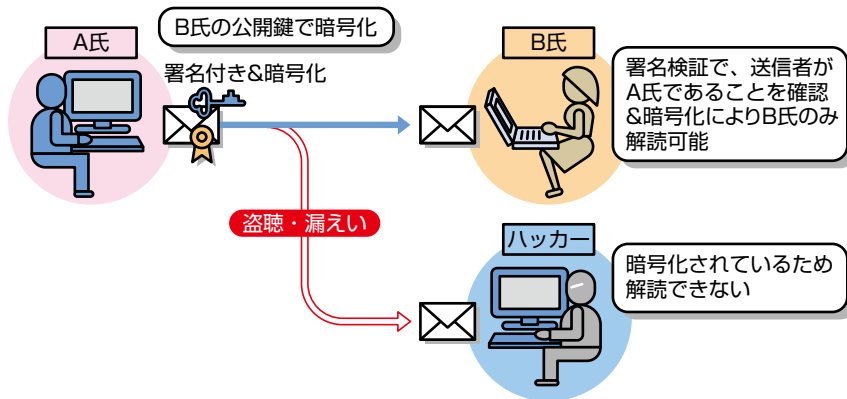 B氏の公開鍵で暗号化
A氏
署名付き&暗号化
B氏
署名検証で、送信者が
A氏であることを確認
&暗号化によりB氏のみ
解読可能
盗聴・漏えい
ハッカー
暗号化されているため
解読できない